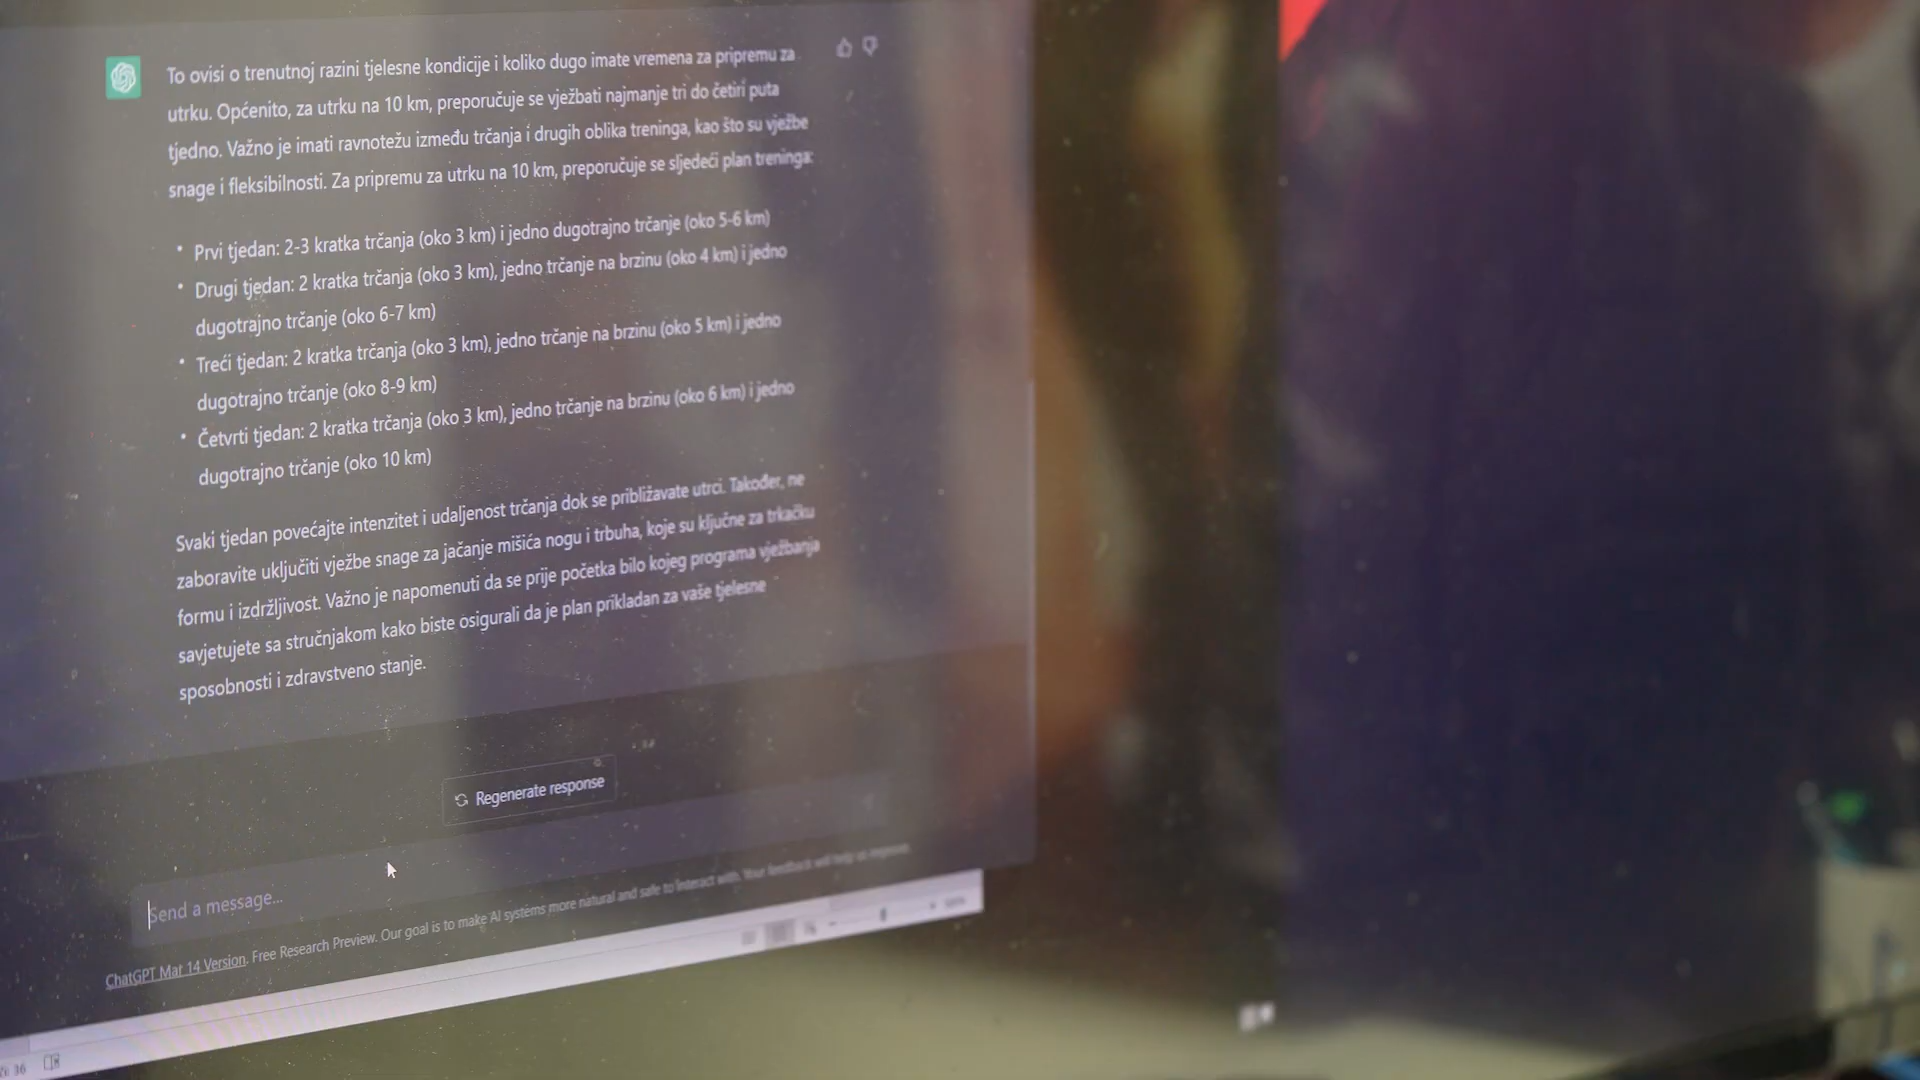 To ovisi o trenutnoj razini tjelesne kondicije i koliko dugo imate vremena za pripremu za
utrku. Općenito, za utrku na 10 km, preporučuje se vježbati najmanje tri do četiri puta
tjedno. Važno je imati ravnotežu između trčanja i drugih oblika treninga, kao što su vježbe
snage i fleksibilnosti. Za pripremu za utrku na 10 km, preporučuje se sljedeći plan treninga:
• Prvi tjedan: 2-3 kratka trčanja (oko 3 km) i jedno dugotrajno trčanje (oko 5-6 km)
• Drugi tjedan: 2 kratka trčanja (oko 3 km), jedno trčanje na brzinu (oko 4 km) i jedno
dugotrajno trčanje (oko 6-7 km)
• Treći tjedan: 2 kratka trčanja (oko 3 km), jedno trčanje na brzinu (oko 5 km) i jedno
dugotrajno trčanje (oko 8-9 km)
• Četvrti tjedan: 2 kratka trčanja (oko 3 km), jedno trčanje na brzinu (oko 6 km) i jedno
dugotrajno trčanje (oko 10 km)
Svaki tjedan povećajte intenzitet i udaljenost trčanja dok se približavate utrci. Također, ne
zaboravite uključiti vježbe snage za jačanje mišića nogu i trbuha, koje su ključne za trkačku
formu i izdržljivost. Važno je napomenuti da se prije početka bilo kojeg programa vježbanja
savjetujete sa stručnjakom kako biste osigurali da je plan prikladan za vaše tjelesne
sposobnosti i zdravstveno stanje.
Regenerate response
Send a message...
ChatGPT Mar 14 Version. Free Research Preview. Our goal is to make AI systems more natural and safe to interact with. Your feedback will help us improve.
36